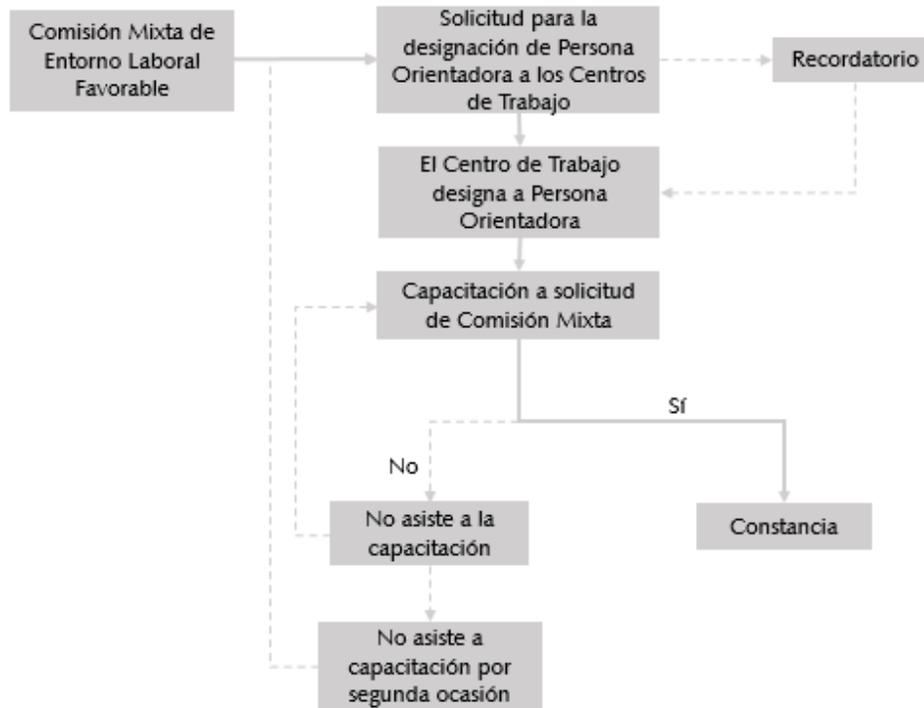 Comisión Mixta de
Entorno Laboral
Favorable
Solicitud para la
designación de Persona
Orientadora a los Centros
de Trabajo
Recordatorio
El Centro de Trabajo
designa a Persona
Orientadora
Capacitación a solicitud
de Comisión Mixta
Sí
No
No asiste a la
capacitación
Constancia
No asiste a
capacitación por
segunda ocasión